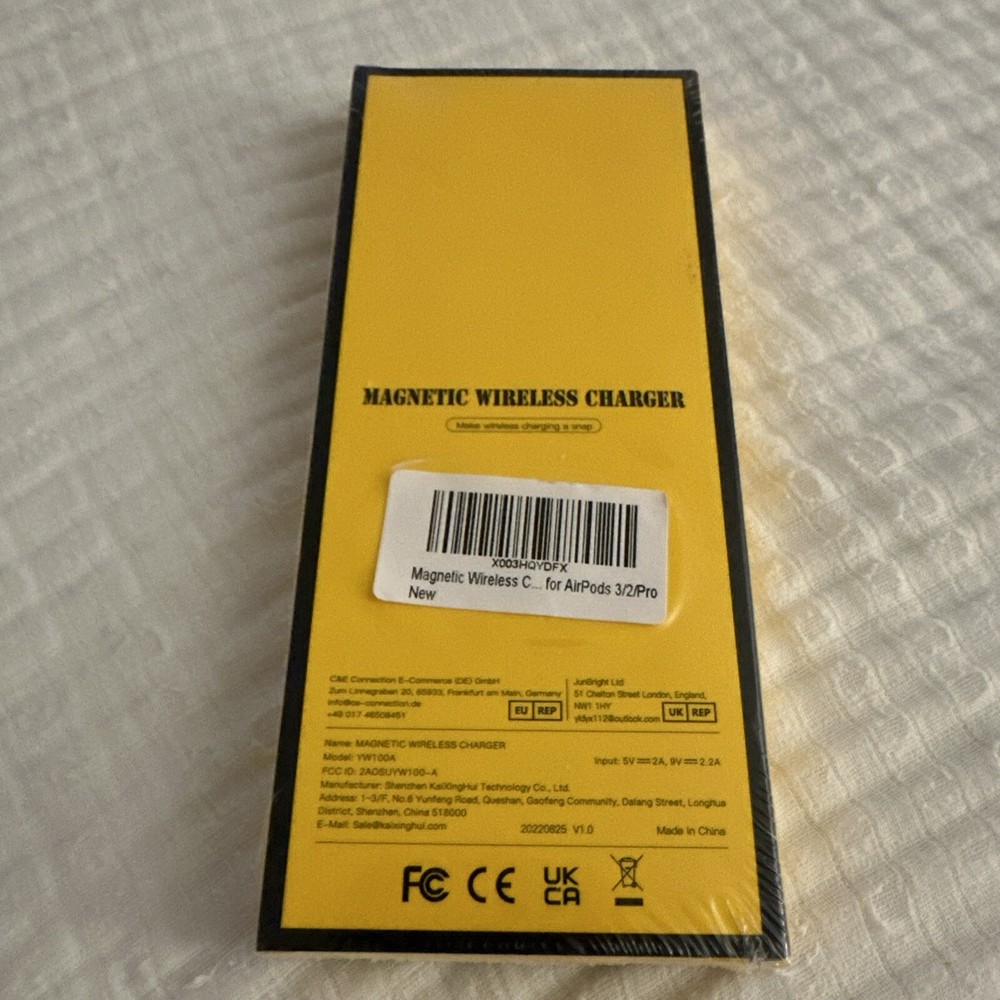 MAGNETIC WIRELESS CHARGER
Make wireless charging a snap
X003HQYDFX
Magnetic Wireless C... for AirPods 3/2/Pro
New
C&E Connection E-Commerce (DE) GmbH
Zum Linnegraben 20, 65933, Frankfurt am Main, Germany
info@ce-connection.de
+49 017 46508451
EU REP
JunBright Ltd
51 Chalton Street London, England,
NW1 1HY
yldyx112@outlook.com
UK REP
Name: MAGNETIC WIRELESS CHARGER
Model: YW100A
Input: 5V⎓2A, 9V⎓2.2A
FCC ID: 2AOSUYW100-A
Manufacturer: Shenzhen KaiXingHui Technology Co., Ltd.
Address: 1-3/F, No.6 Yunfeng Road, Queshan, Gaofeng Community, Dalang Street, Longhua
District, Shenzhen, China 518000
E-Mail: Sale@kaixinghui.com
20220825 V1.0
Made in China
FC CE UK
CA